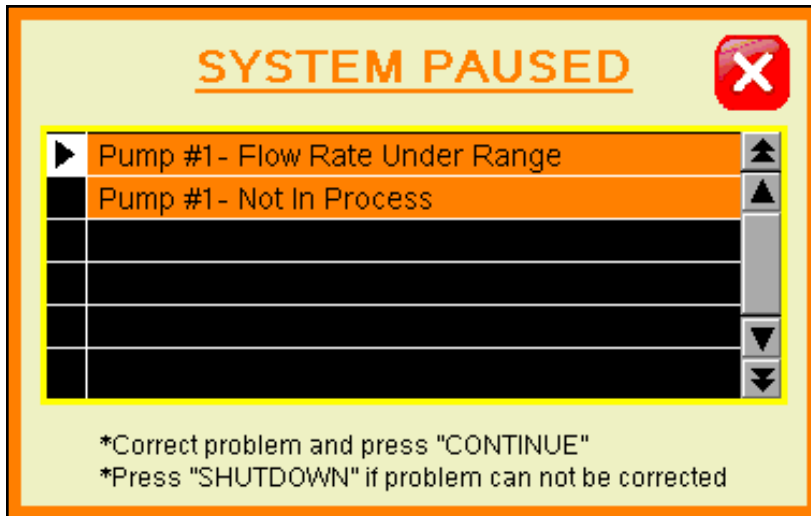 SYSTEM PAUSED
Pump #1- Flow Rate Under Range
Pump #1- Not In Process
*Correct problem and press "CONTINUE"
*Press "SHUTDOWN" if problem can not be corrected